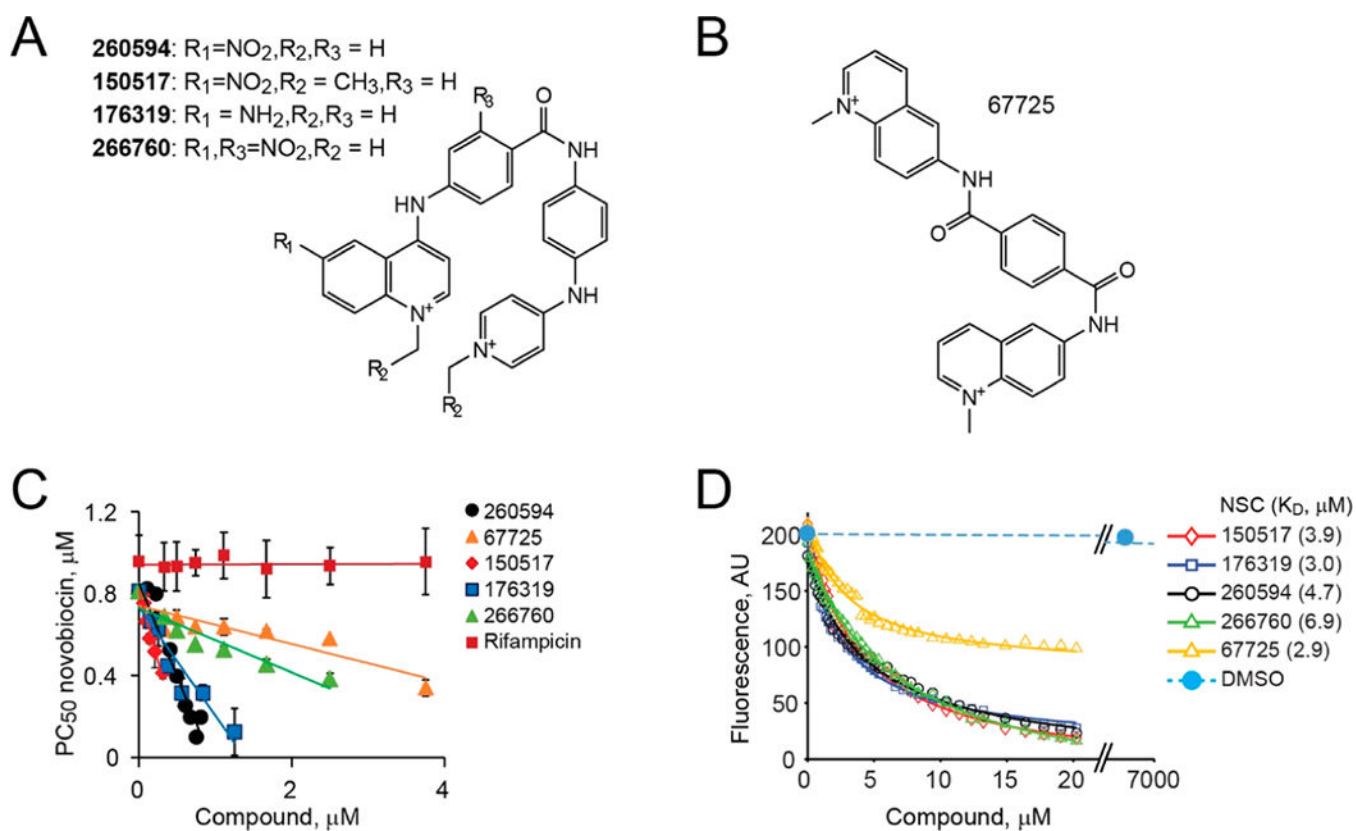 A
260594: R1=NO2,R2,R3 = H
150517: R1=NO2,R2 = CH3,R3 = H
176319: R1 = NH2,R2,R3 = H
266760: R1,R3=NO2,R2 = H
R3
O
NH
HN
R1
N+
R2
NH
N+
R2
B
67725
N+
NH
O
O
NH
N+
C
PC50 novobiocin, μM
1.2
0.8
0.4
0
0
2
4
Compound, μM
260594
67725
150517
176319
266760
Rifampicin
D
Fluorescence, AU
200
150
100
50
0
0
5
10
15
20
7000
Compound, μM
NSC (KD, μM)
150517 (3.9)
176319 (3.0)
260594 (4.7)
266760 (6.9)
67725 (2.9)
DMSO